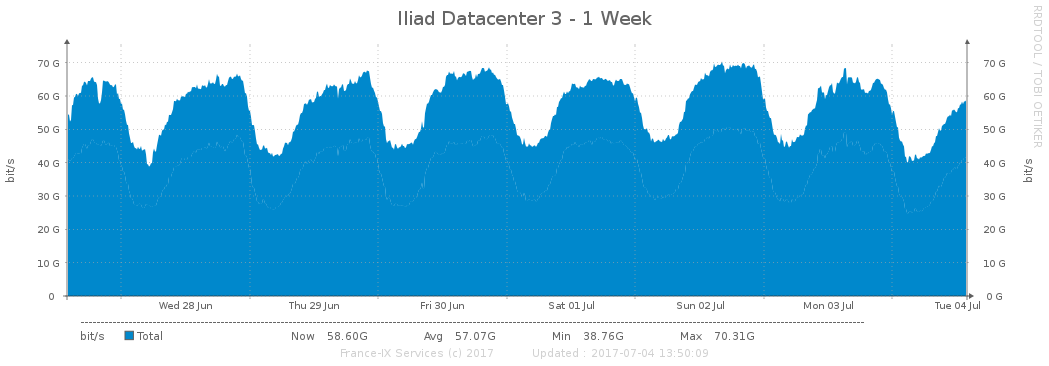 Iliad Datacenter 3 - 1 Week
RRDTOOL / TOBI OETIKER
70 G 70 G
60 G 60 G
50 G 50 G
40 G 40 G
30 G 30 G
20 G 20 G
10 G 10 G
0 0 G
bit/s bit/s
Wed 28 Jun Thu 29 Jun Fri 30 Jun Sat 01 Jul Sun 02 Jul Mon 03 Jul Tue 04 Jul
bit/s Total Now 58.60G Avg 57.07G Min 38.76G Max 70.31G
France-IX Services (c) 2017 Updated : 2017-07-04 13:50:09